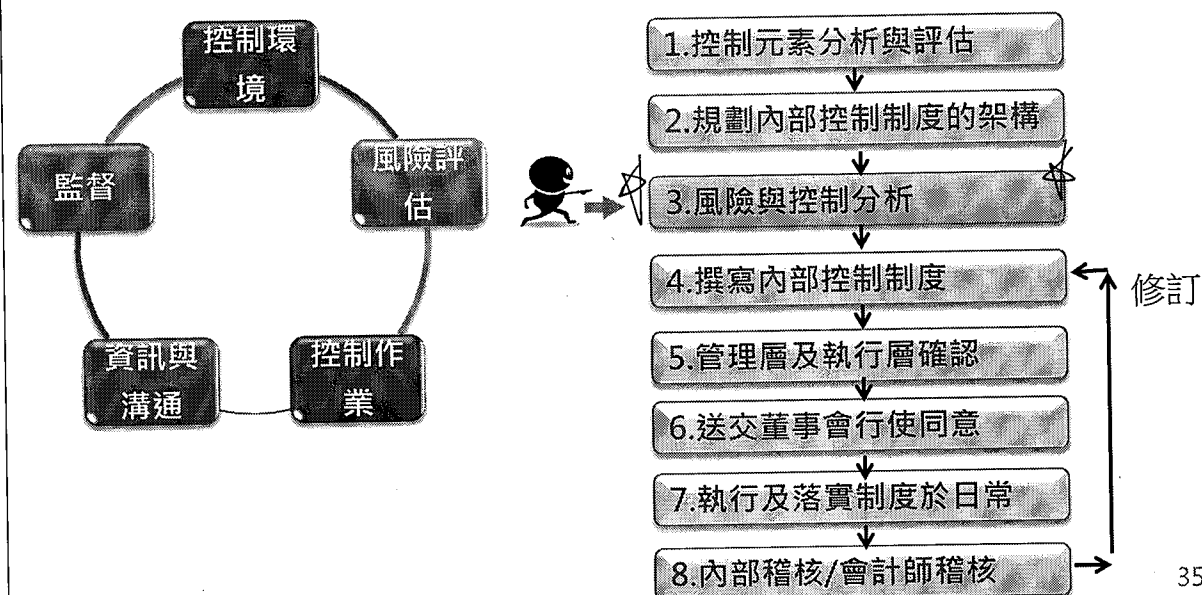 控制環
境
風險評
估
控制作
業
資訊與
溝通
監督
1.控制元素分析與評估
2.規劃內部控制制度的架構
3.風險與控制分析
4.撰寫內部控制制度
修訂
5.管理層及執行層確認
6.送交董事會行使同意
7.執行及落實制度於日常
8.內部稽核/會計師稽核
35